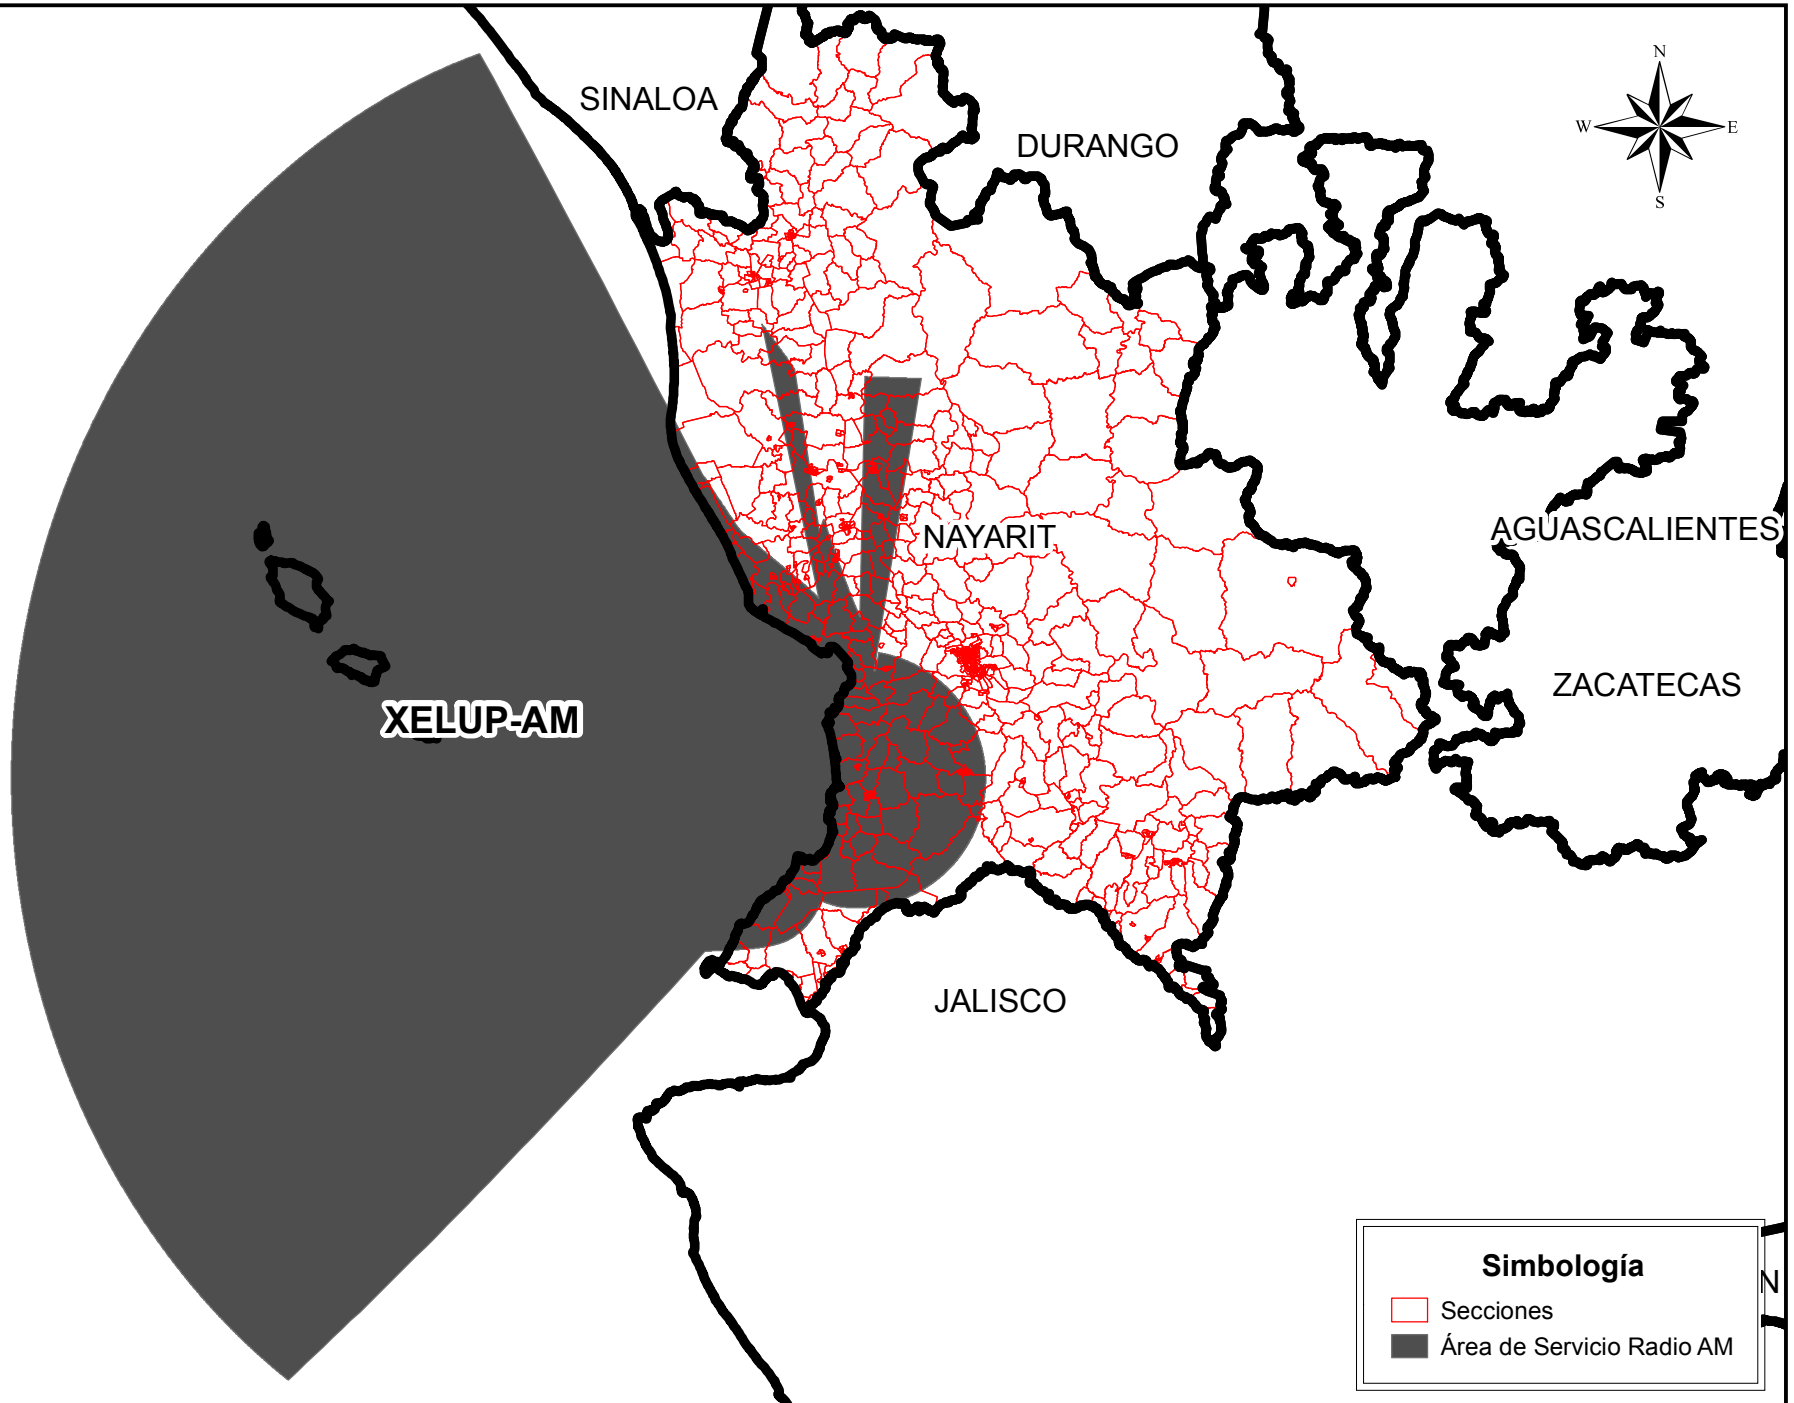 N
W E
S
SINALOA
DURANGO
NAYARIT
AGUASCALIENTES
ZACATECAS
XELUP-AM
JALISCO
Simbología
N
Secciones
Área de Servicio Radio AM